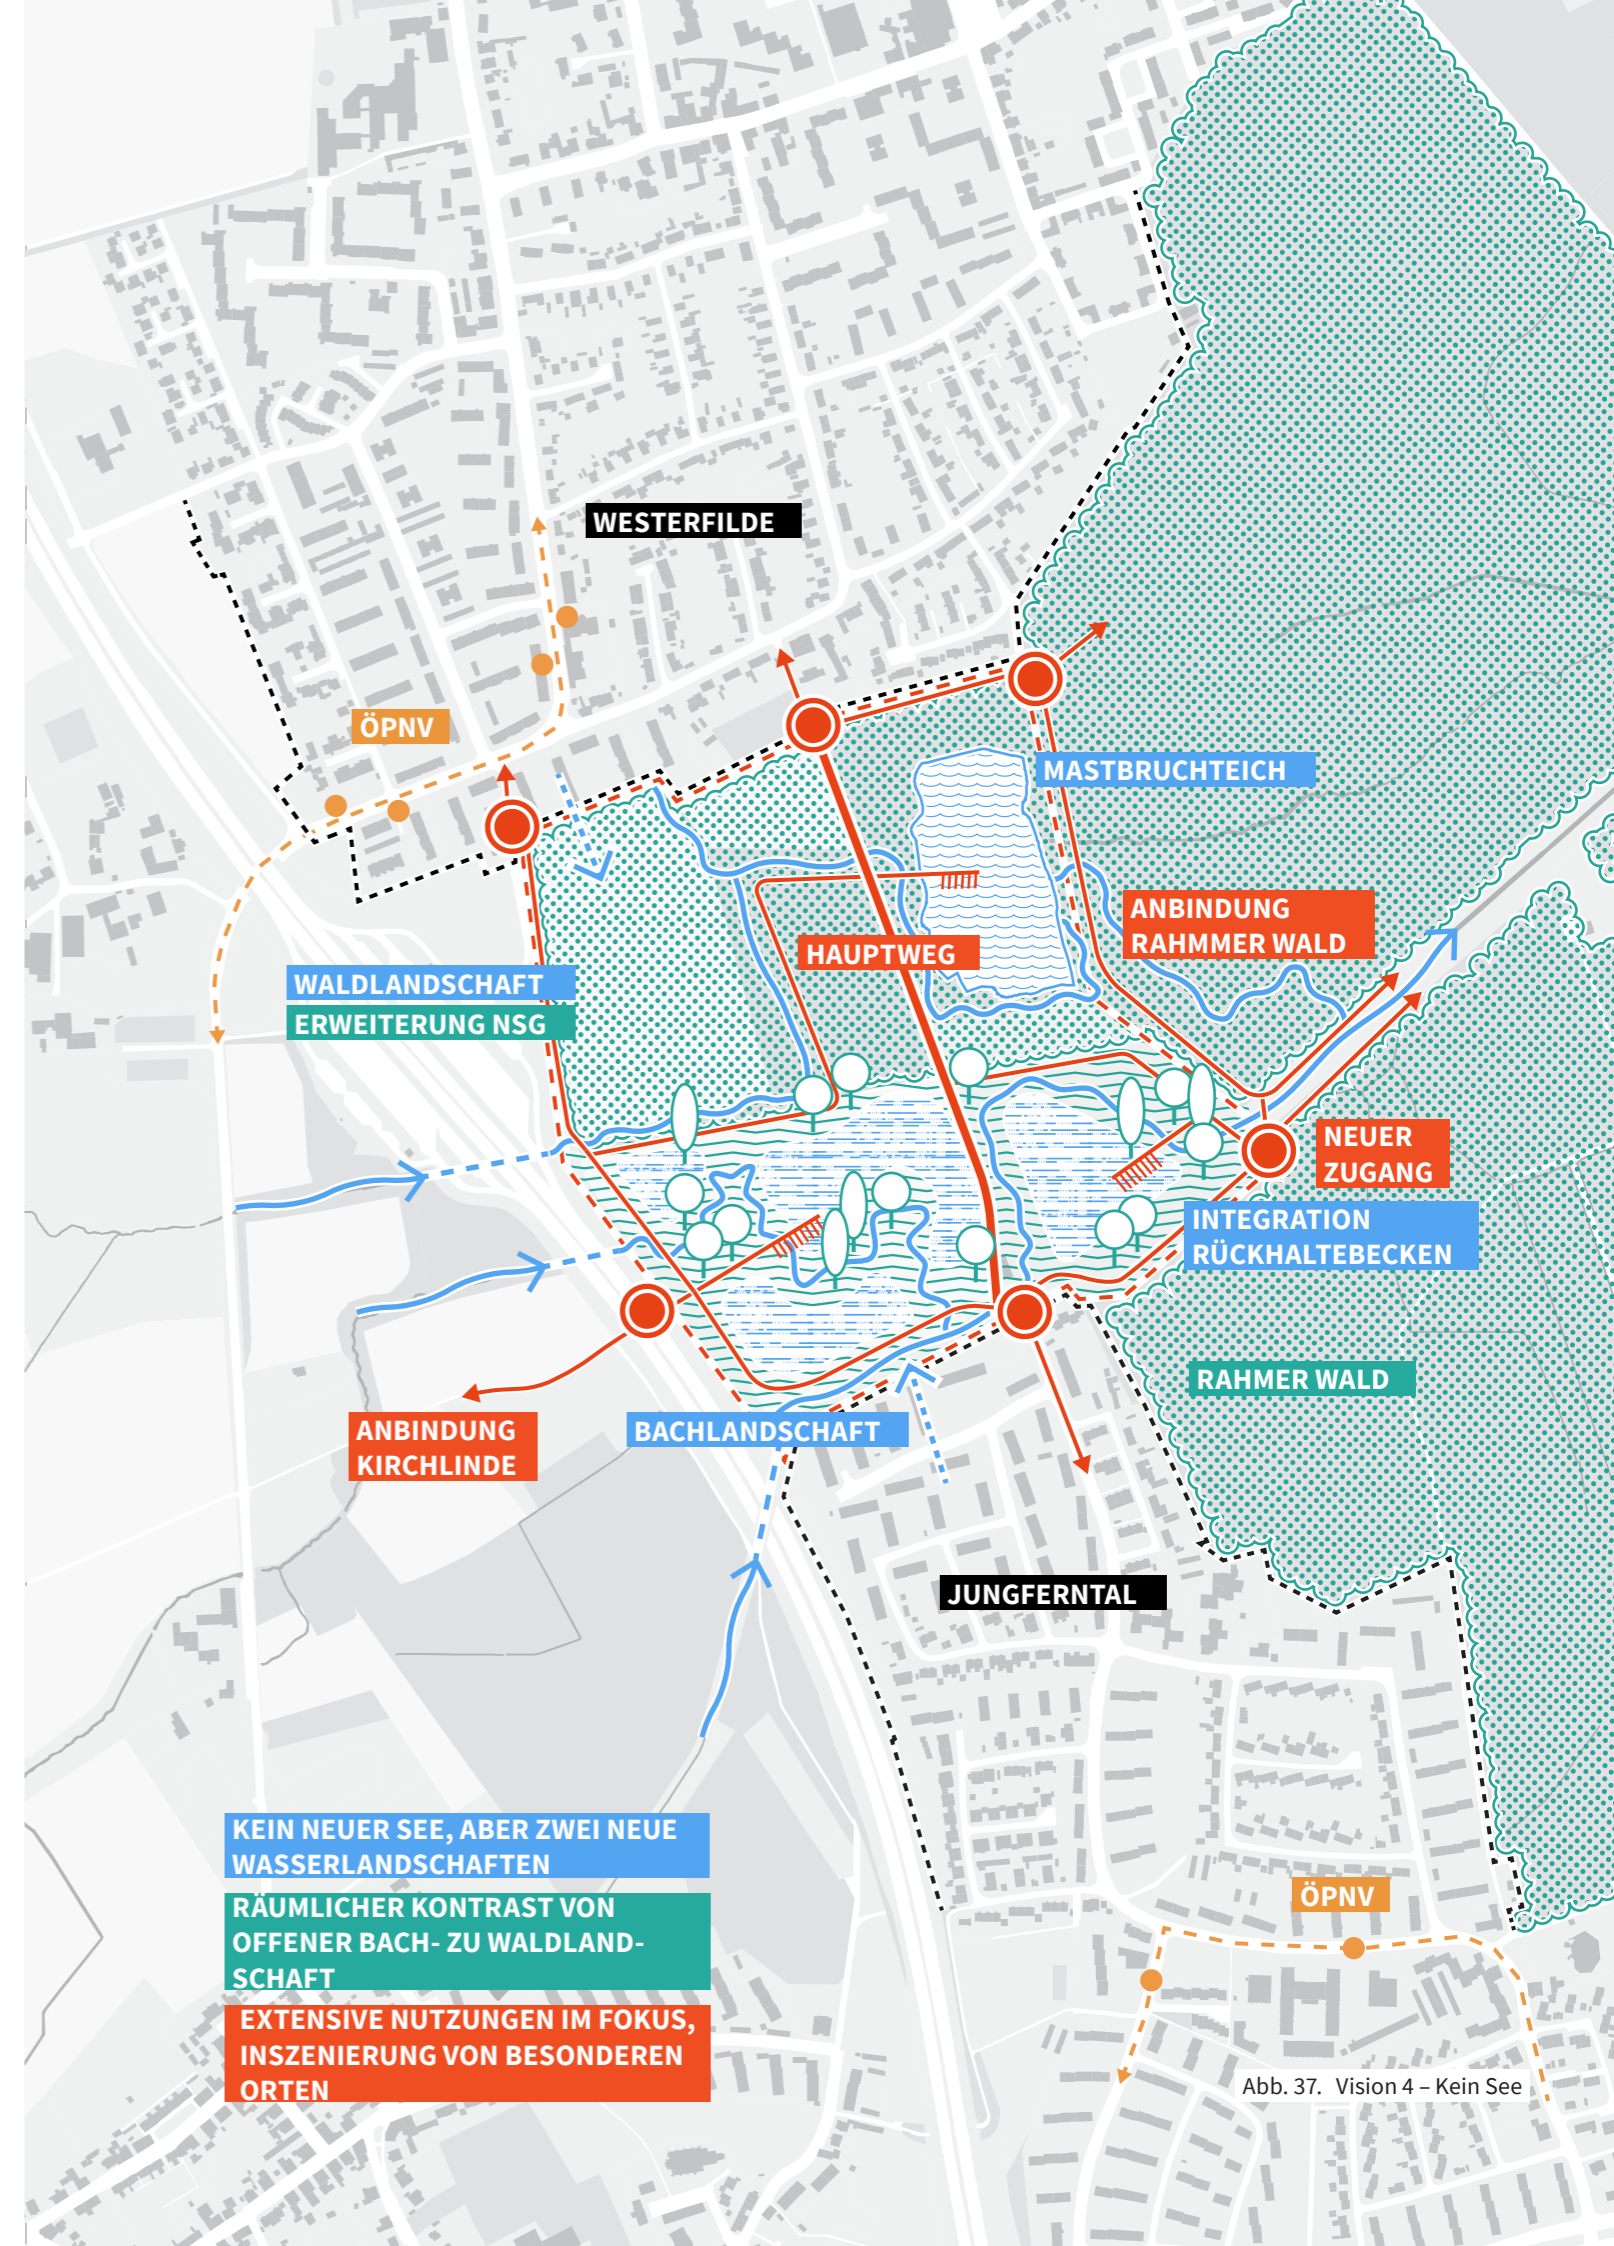 WESTERFILDE
ÖPNV
MASTBRUCHTEICH
ANBINDUNG
RAHMMER WALD
HAUPTWEG
WALDLANDSCHAFT
ERWEITERUNG NSG
NEUER
ZUGANG
INTEGRATION
RÜCKHALTEBECKEN
RAHMER WALD
ANBINDUNG
KIRCHLINDE
BACHLANDSCHAFT
JUNGFERNTAL
KEIN NEUER SEE, ABER ZWEI NEUE
WASSERLANDSCHAFTEN
RÄUMLICHER KONTRAST VON
OFFENER BACH- ZU WALDLAND-
SCHAFT
EXTENSIVE NUTZUNGEN IM FOKUS,
INSZENIERUNG VON BESONDEREN
ORTEN
ÖPNV
Abb. 37. Vision 4 – Kein See